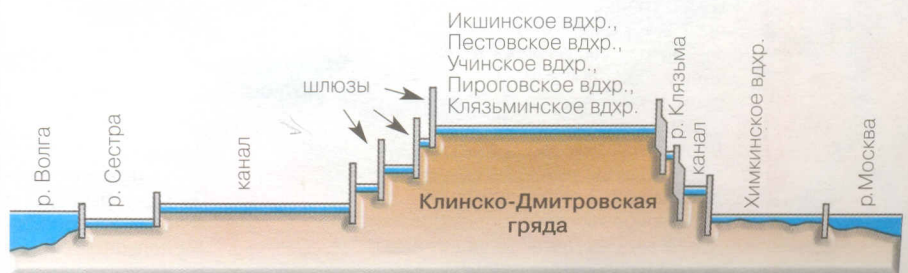 Икшинское вдхр.,
Пестовское вдхр.,
Учинское вдхр.,
Пироговское вдхр.,
Клязьминское вдхр.
шлюзы
р. Волга
р. Сестра
канал
р. Клязьма
канал
Химкинское вдхр.
р. Москва
Клинско-Дмитровская
гряда